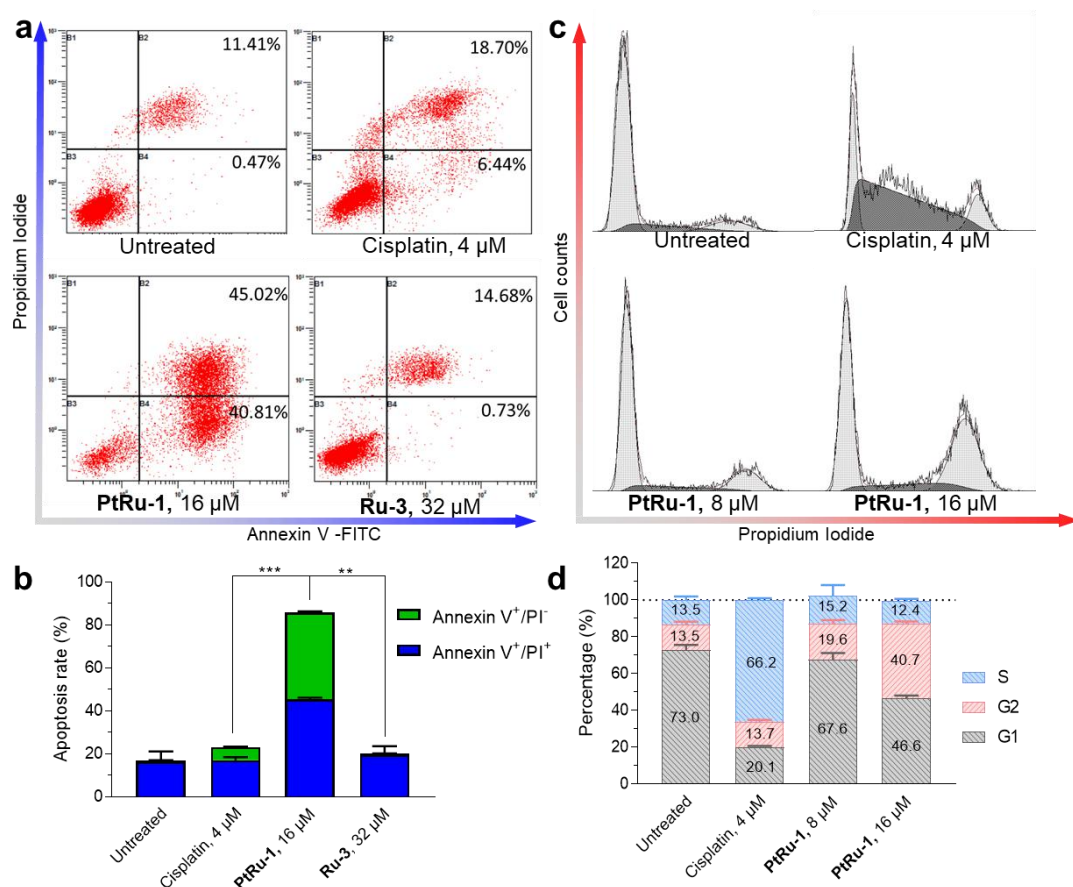 a
Propidium Iodide
B1
B2
11.41%
B3
B4
0.47%
Untreated
B1
B2
18.70%
B3
B4
6.44%
Cisplatin, 4 µM
B1
B2
45.02%
B3
B4
40.81%
PtRu-1, 16 µM
B1
B2
14.68%
B3
B4
0.73%
Ru-3, 32 µM
Annexin V -FITC
c
Cell counts
Untreated
Cisplatin, 4 µM
PtRu-1, 8 µM
PtRu-1, 16 µM
Propidium Iodide
b
Apoptosis rate (%)
100
80
60
40
20
0
***
**
Annexin V⁺/PI⁻
Annexin V⁺/PI⁺
Untreated
Cisplatin, 4 µM
PtRu-1, 16 µM
Ru-3, 32 µM
d
Percentage (%)
120
100
80
60
40
20
0
13.5
13.5
73.0
66.2
13.7
20.1
15.2
19.6
67.6
12.4
40.7
46.6
S
G2
G1
Untreated
Cisplatin, 4 µM
PtRu-1, 8 µM
PtRu-1, 16 µM